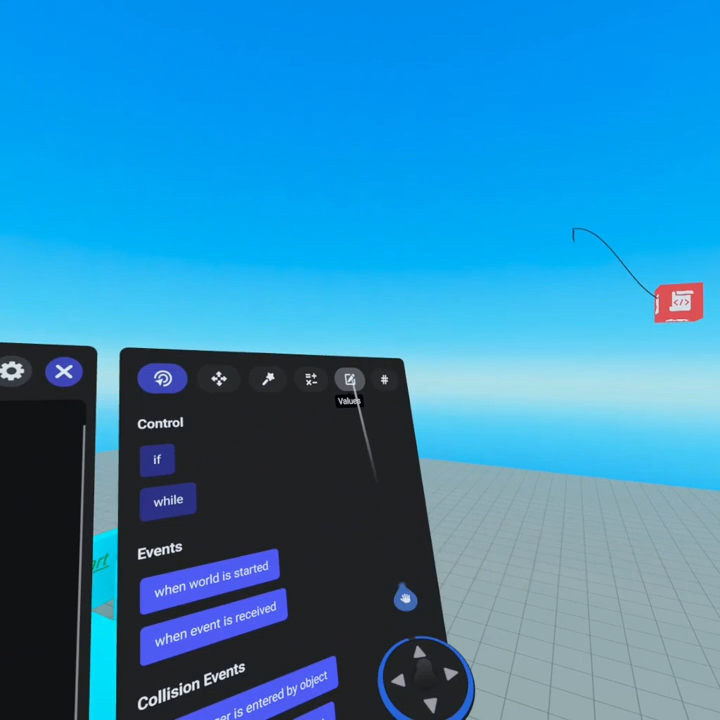 Values
Control
if
while
Events
when world is started
when event is received
Collision Events
is entered by object